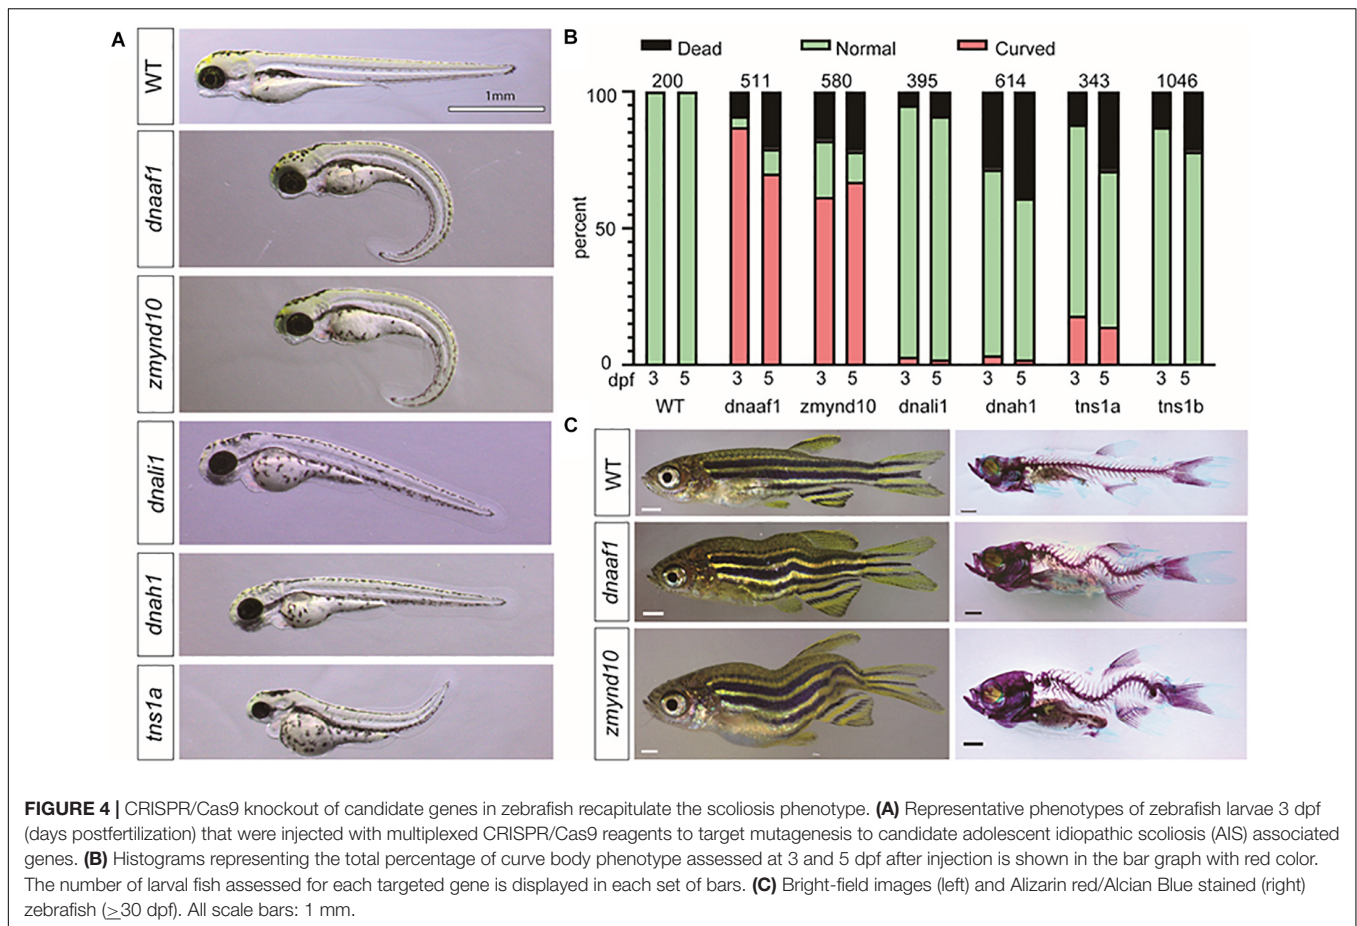 A
WT
1mm
dnaaf1
zmynd10
dnali1
dnah1
tns1a
B
Dead Normal Curved
200 511 580 395 614 343 1046
100
50
0
percent
dpf 3 5 3 5 3 5 3 5 3 5 3 5 3 5
WT dnaaf1 zmynd10 dnali1 dnah1 tns1a tns1b
C
WT
dnaaf1
zmynd10
FIGURE 4 | CRISPR/Cas9 knockout of candidate genes in zebrafish recapitulate the scoliosis phenotype. (A) Representative phenotypes of zebrafish larvae 3 dpf
(days postfertilization) that were injected with multiplexed CRISPR/Cas9 reagents to target mutagenesis to candidate adolescent idiopathic scoliosis (AIS) associated
genes. (B) Histograms representing the total percentage of curve body phenotype assessed at 3 and 5 dpf after injection is shown in the bar graph with red color.
The number of larval fish assessed for each targeted gene is displayed in each set of bars. (C) Bright-field images (left) and Alizarin red/Alcian Blue stained (right)
zebrafish (≥30 dpf). All scale bars: 1 mm.